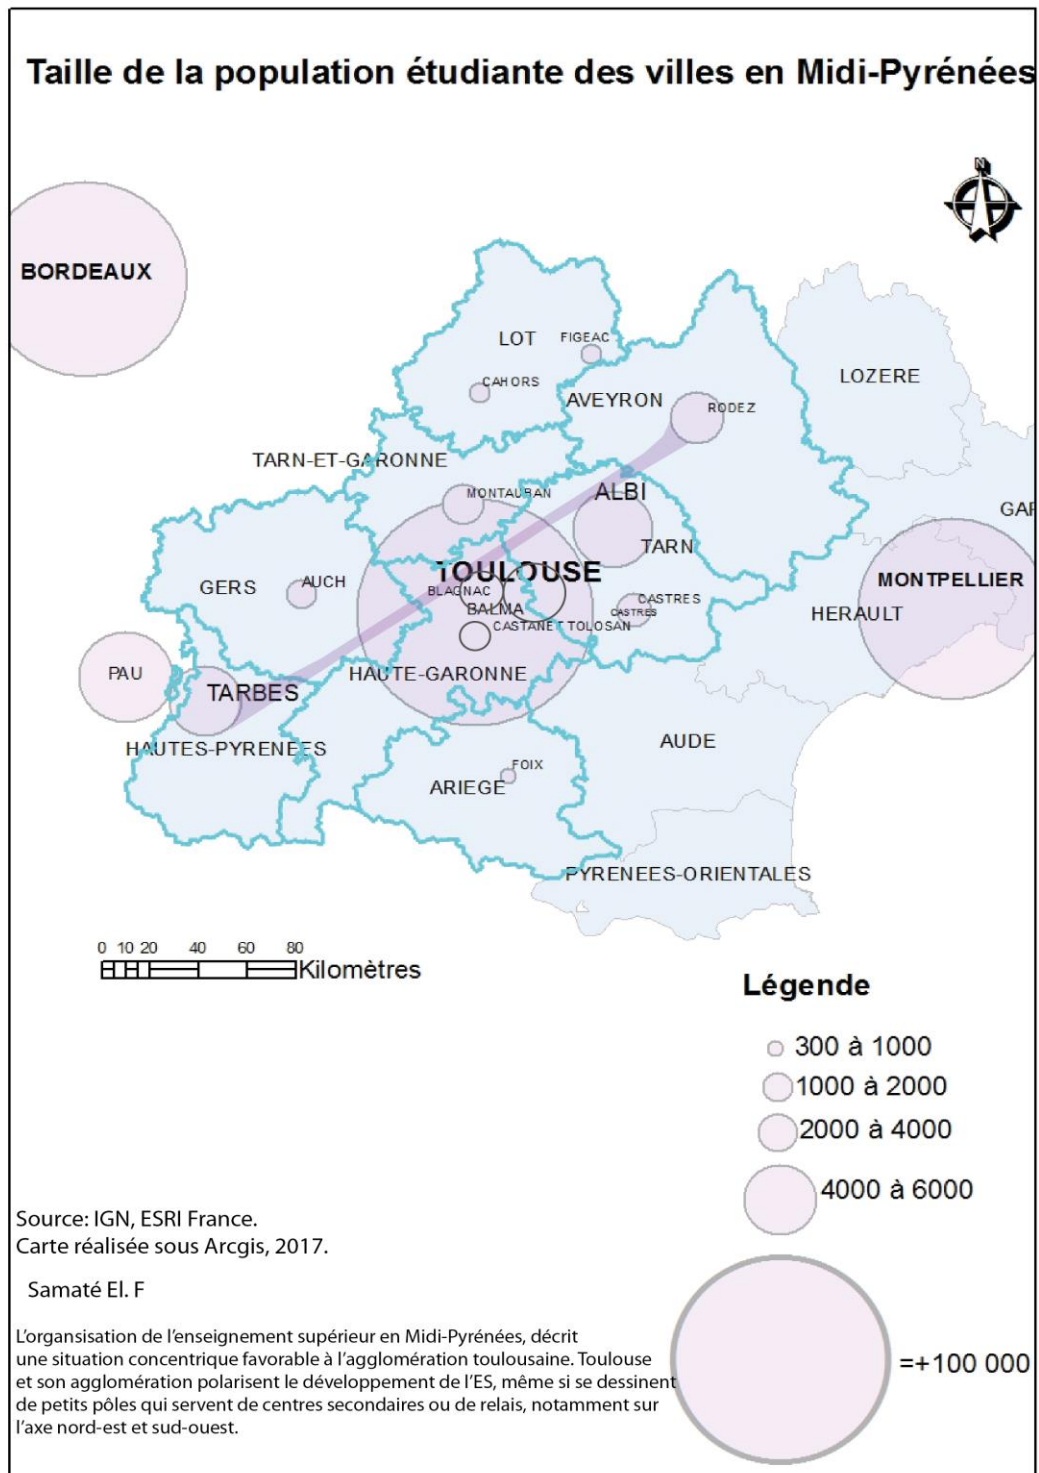 Taille de la population étudiante des villes en Midi-Pyrénées
N
BORDEAUX
LOT
FIGEAC
LOZERE
CAHORS
AVEYRON
RODEZ
TARN-ET-GARONNE
MONTAUBAN
ALBI
GAR
TARN
TOULOUSE
MONTPELLIER
GERS
AUCH
BLAGNAC
BALMA
CASTRES
CASTRES
HERAULT
CASTANET TOLOSAN
PAU
HAUTE-GARONNE
TARBES
AUDE
HAUTES-PYRENEES
FOIX
ARIEGE
PYRENEES-ORIENTALES
0 10 20 40 60 80
Kilomètres
Légende
300 à 1000
1000 à 2000
2000 à 4000
4000 à 6000
=+100 000
Source: IGN, ESRI France.
Carte réalisée sous Arcgis, 2017.
Samaté El. F
L'organsisation de l'enseignement supérieur en Midi-Pyrénées, décrit
une situation concentrique favorable à l'agglomération toulousaine. Toulouse
et son agglomération polarisent le développement de l'ES, même si se dessinent
de petits pôles qui servent de centres secondaires ou de relais, notamment sur
l'axe nord-est et sud-ouest.